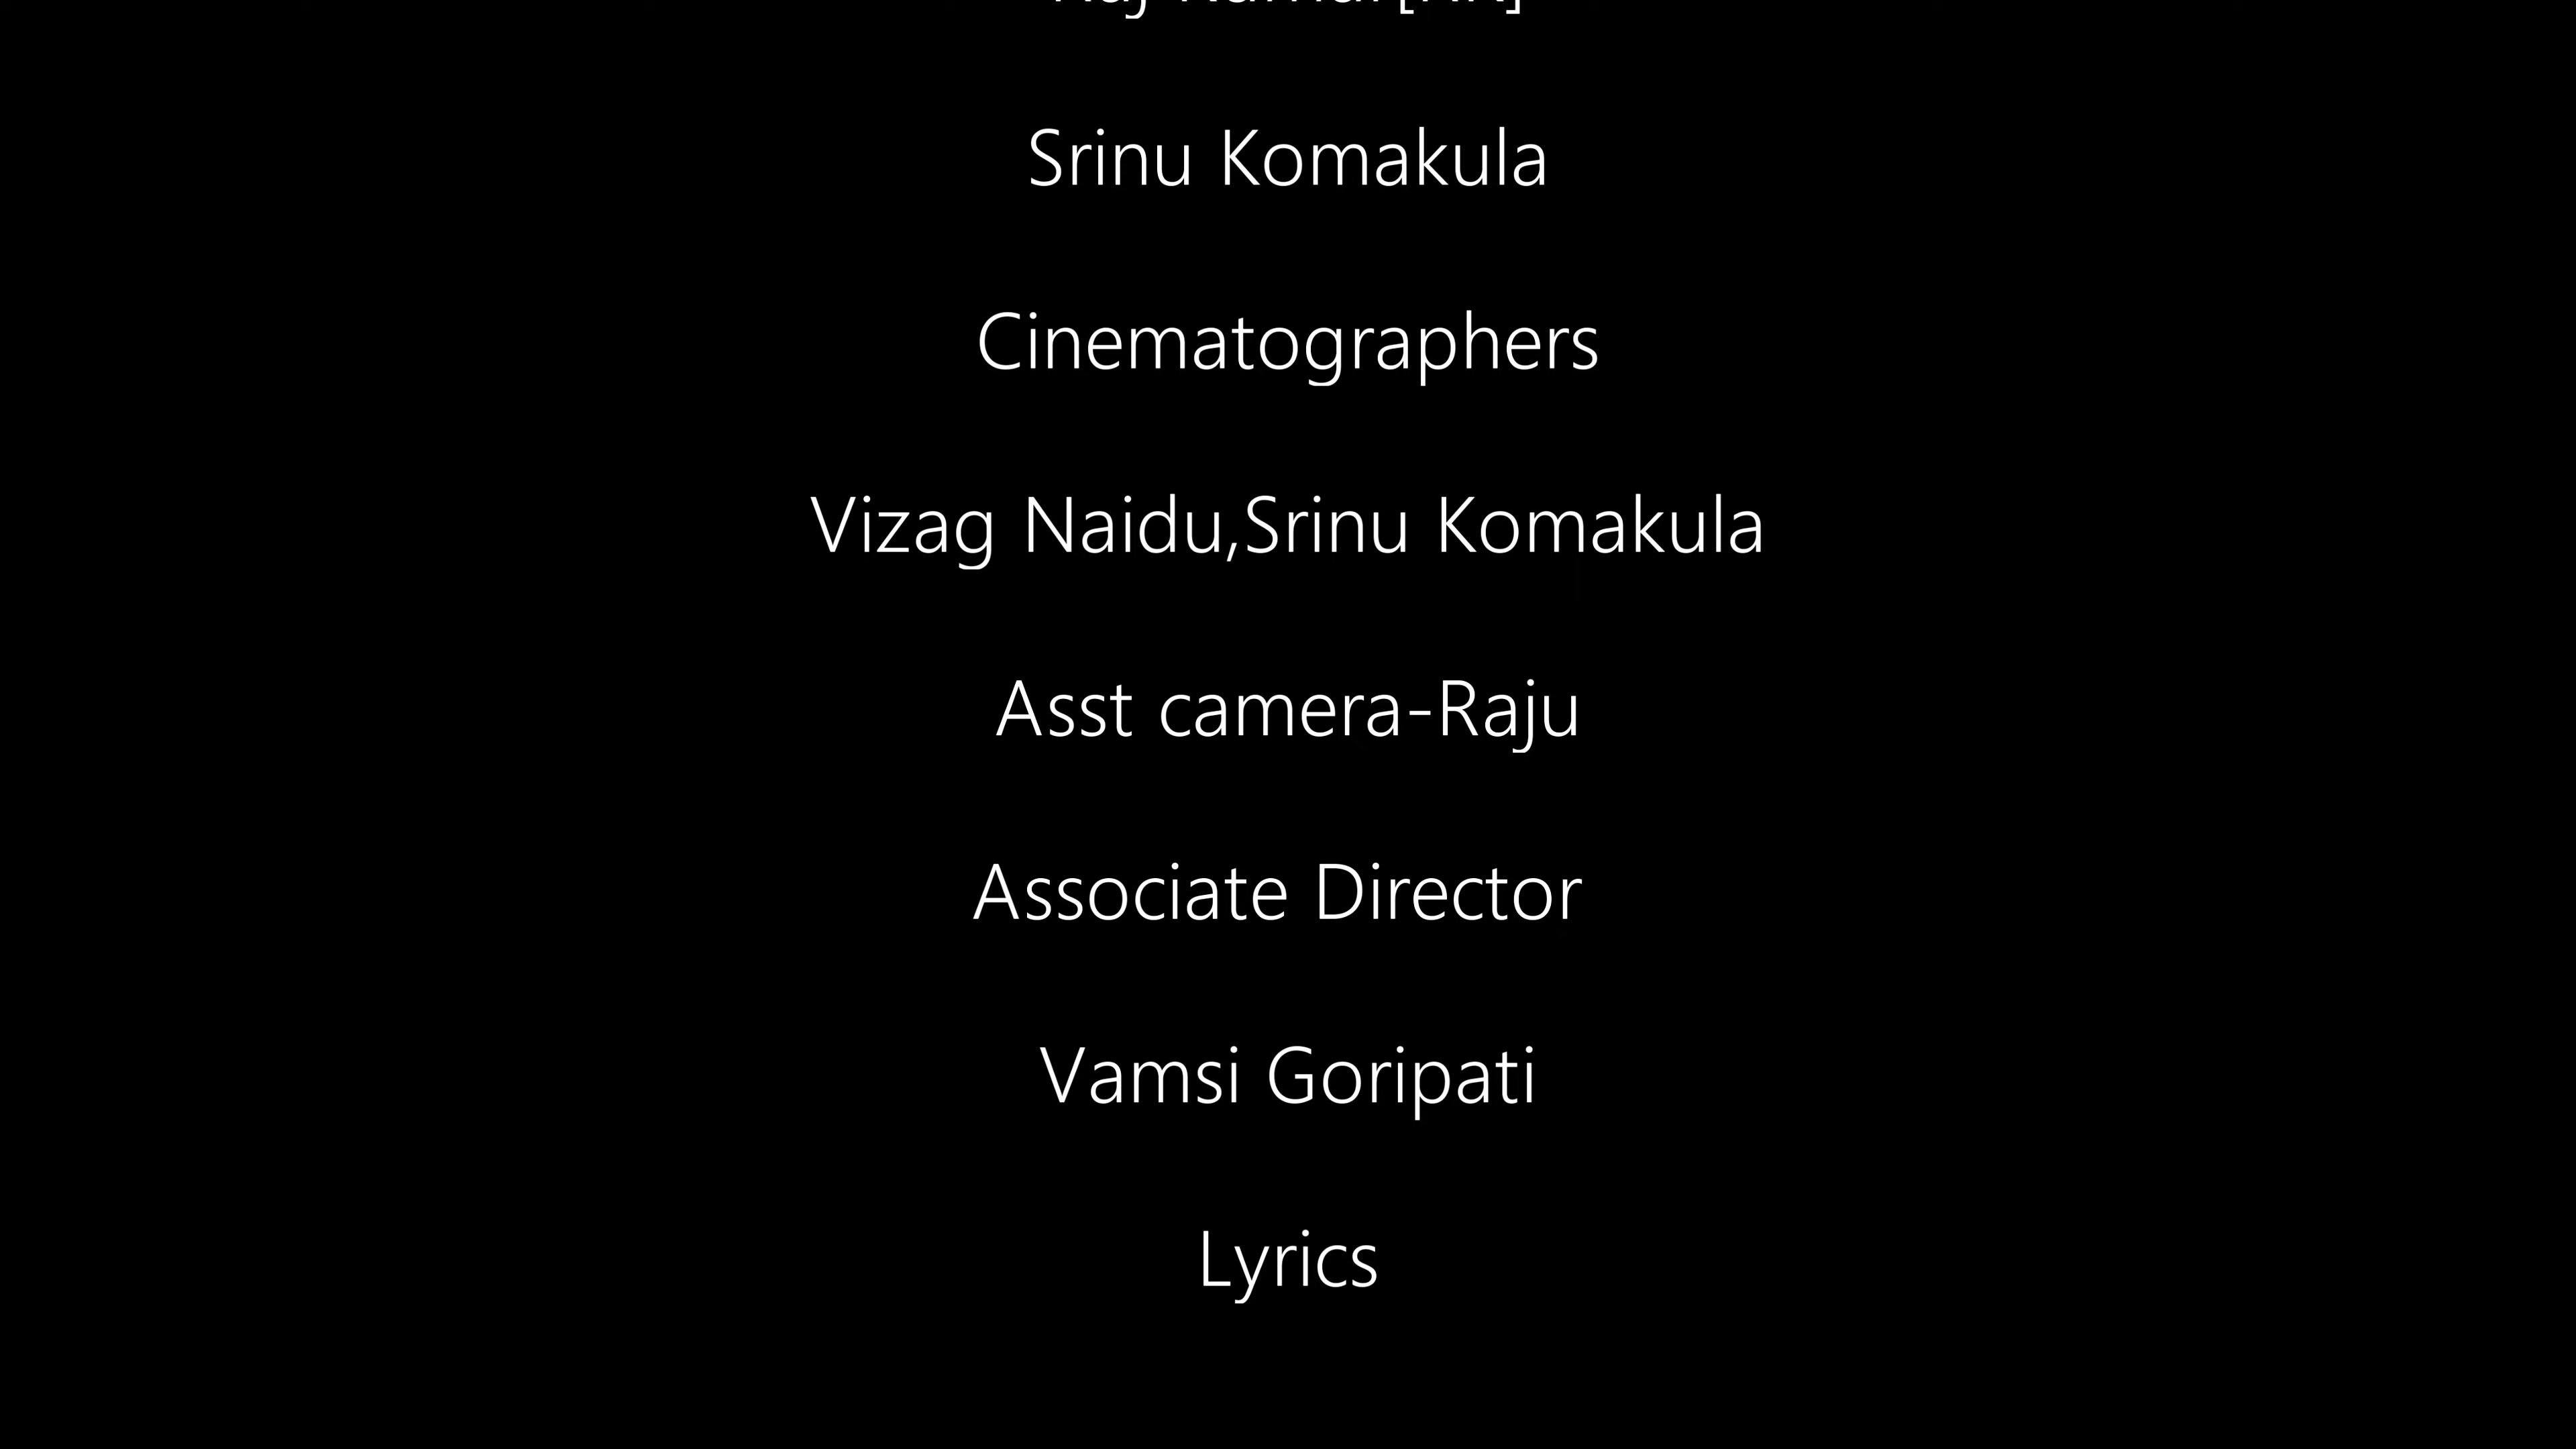 Srinu Komakula
Cinematographers
Vizag Naidu,Srinu Komakula
Asst camera-Raju
Associate Director
Vamsi Goripati
Lyrics